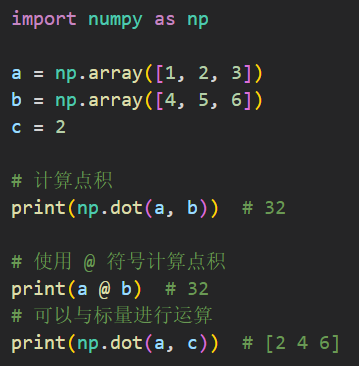 import numpy as np
a = np.array([1, 2, 3])
b = np.array([4, 5, 6])
c = 2
# 计算点积
print(np.dot(a, b))  # 32
# 使用 @ 符号计算点积
print(a @ b)  # 32
# 可以与标量进行运算
print(np.dot(a, c))  # [2 4 6]